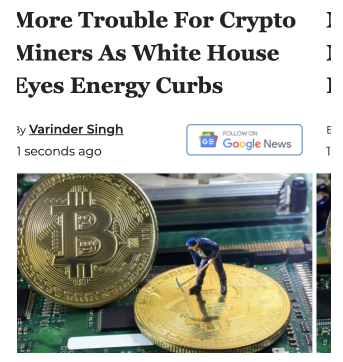 More Trouble For Crypto
Miners As White House
Eyes Energy Curbs
By Varinder Singh
1 seconds ago
FOLLOW ON
Google News